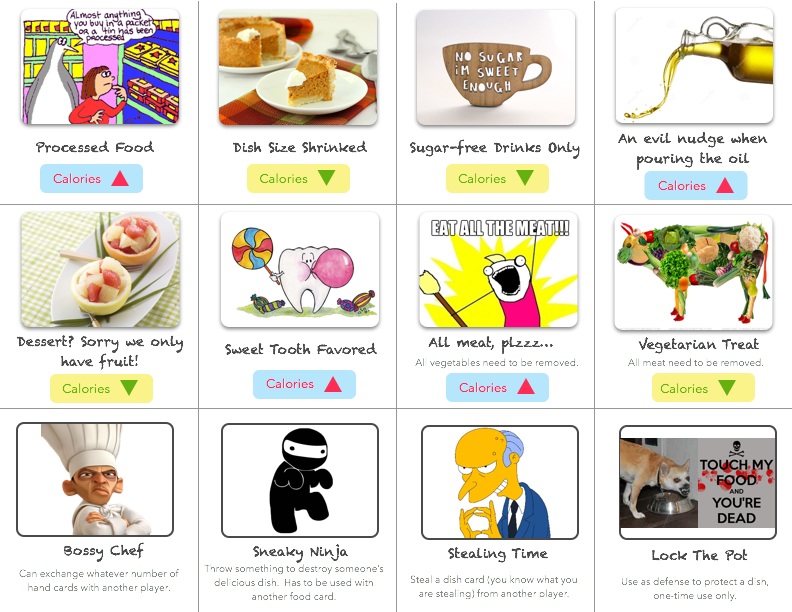 Almost anything
you buy in a packet
or a tin has been
processed
Processed Food
Calories
NO SUGAR
iM SWEET
ENOUGH
Dish Size Shrinked
Calories
Sugar-free Drinks Only
Calories
An evil nudge when
pouring the oil
Calories
Dessert? Sorry we only
have fruit!
Calories
Sweet Tooth Favored
Calories
EAT ALL THE MEAT!!!
All meat, plzzz...
All vegetables need to be removed.
Calories
Vegetarian Treat
All meat need to be removed.
Calories
Bossy Chef
Can exchange whatever number of
hand cards with another player.
Sneaky Ninja
Throw something to destroy someone's
delicious dish. Has to be used with
another food card.
Stealing Time
Steal a dish card (you know what you
are stealing) from another player.
TOUCH MY
FOOD
AND
YOU'RE
DEAD
Lock The Pot
Use as defense to protect a dish,
one-time use only.